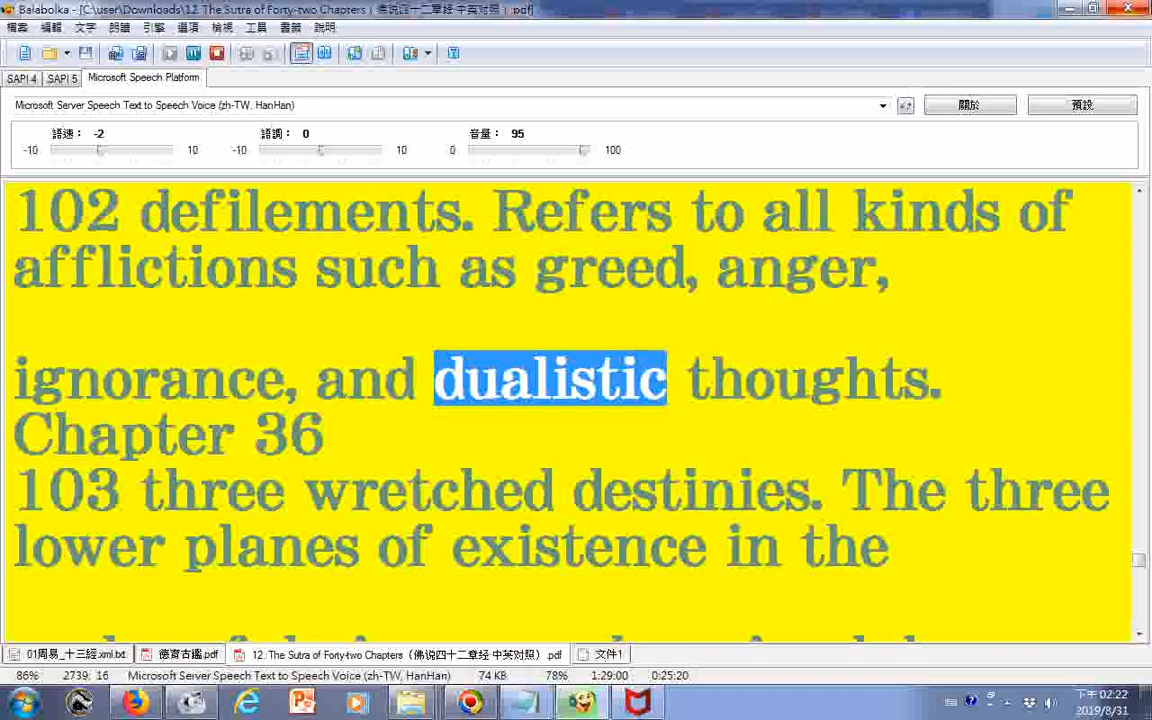 Balabolka - [C:\user\Downloads\12. The Sutra of Forty-two Chapters (佛说四十二章经·中英对照).pdf]
檔案 編輯 文字 朗讀 引擎 選項 檢視 工具 書籤 說明
SAPI 4 SAPI 5 Microsoft Speech Platform
Microsoft Server Speech Text to Speech Voice (zh-TW, HanHan) 關於 預設
語速： -2 語調： 0 音量： 95
-10 10 -10 10 0 100
102 defilements. Refers to all kinds of
afflictions such as greed, anger,
ignorance, and dualistic thoughts.
Chapter 36
103 three wretched destinies. The three
lower planes of existence in the
01周易_十三經.xml.txt 德育古鑑.pdf 12. The Sutra of Forty-two Chapters（佛说四十二章经·中英对照）.pdf 文件1
86% 2739, 16 Microsoft Server Speech Text to Speech Voice (zh-TW, HanHan) 74 KB 78% 1:29:00 0:25:20
下午 02:22
2019/8/31